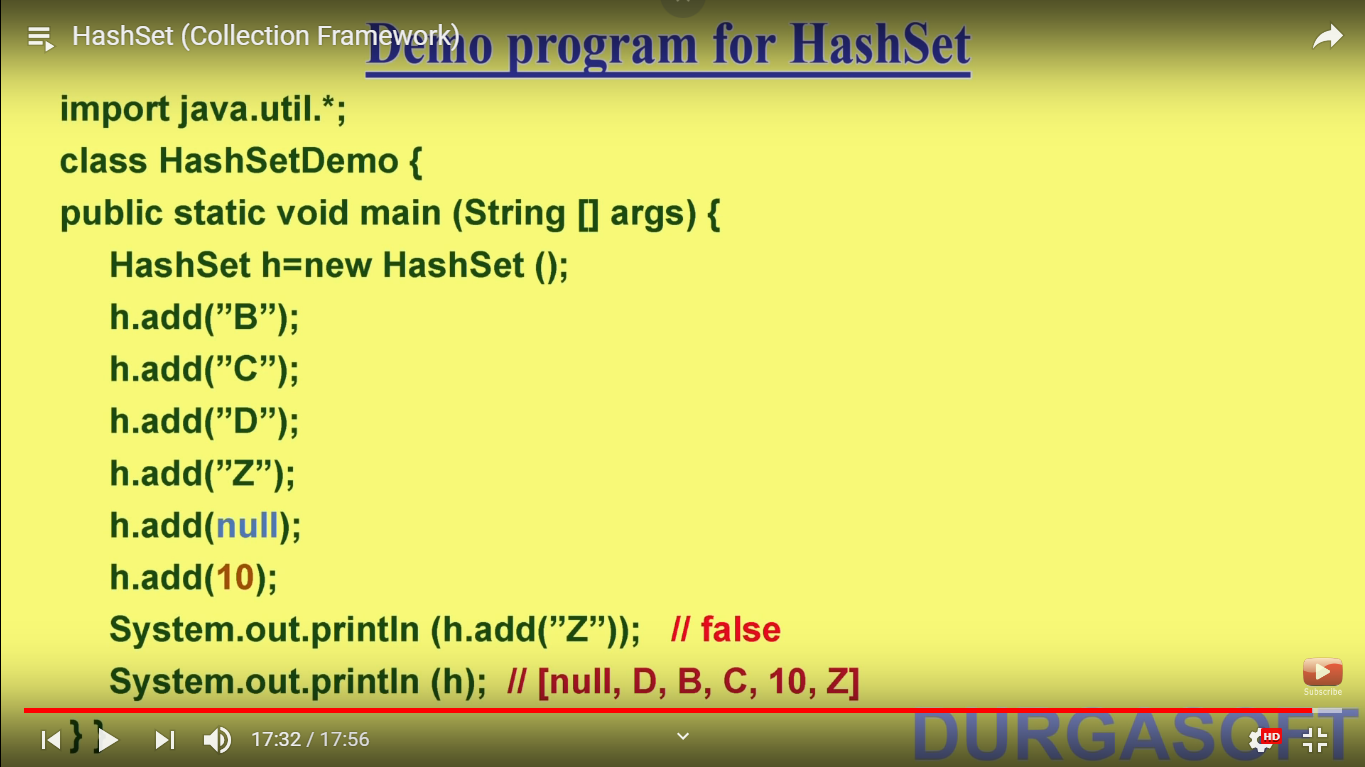 HashSet (Collection Framework)
Demo program for HashSet
import java.util.*;
class HashSetDemo {
public static void main (String [] args) {
HashSet h=new HashSet ();
h.add(”B”);
h.add(”C”);
h.add(”D”);
h.add(”Z”);
h.add(null);
h.add(10);
System.out.println (h.add(”Z”));   // false
System.out.println (h);  // [null, D, B, C, 10, Z]
Subscribe
} }
DURGASOFT
17:32 / 17:56
HD